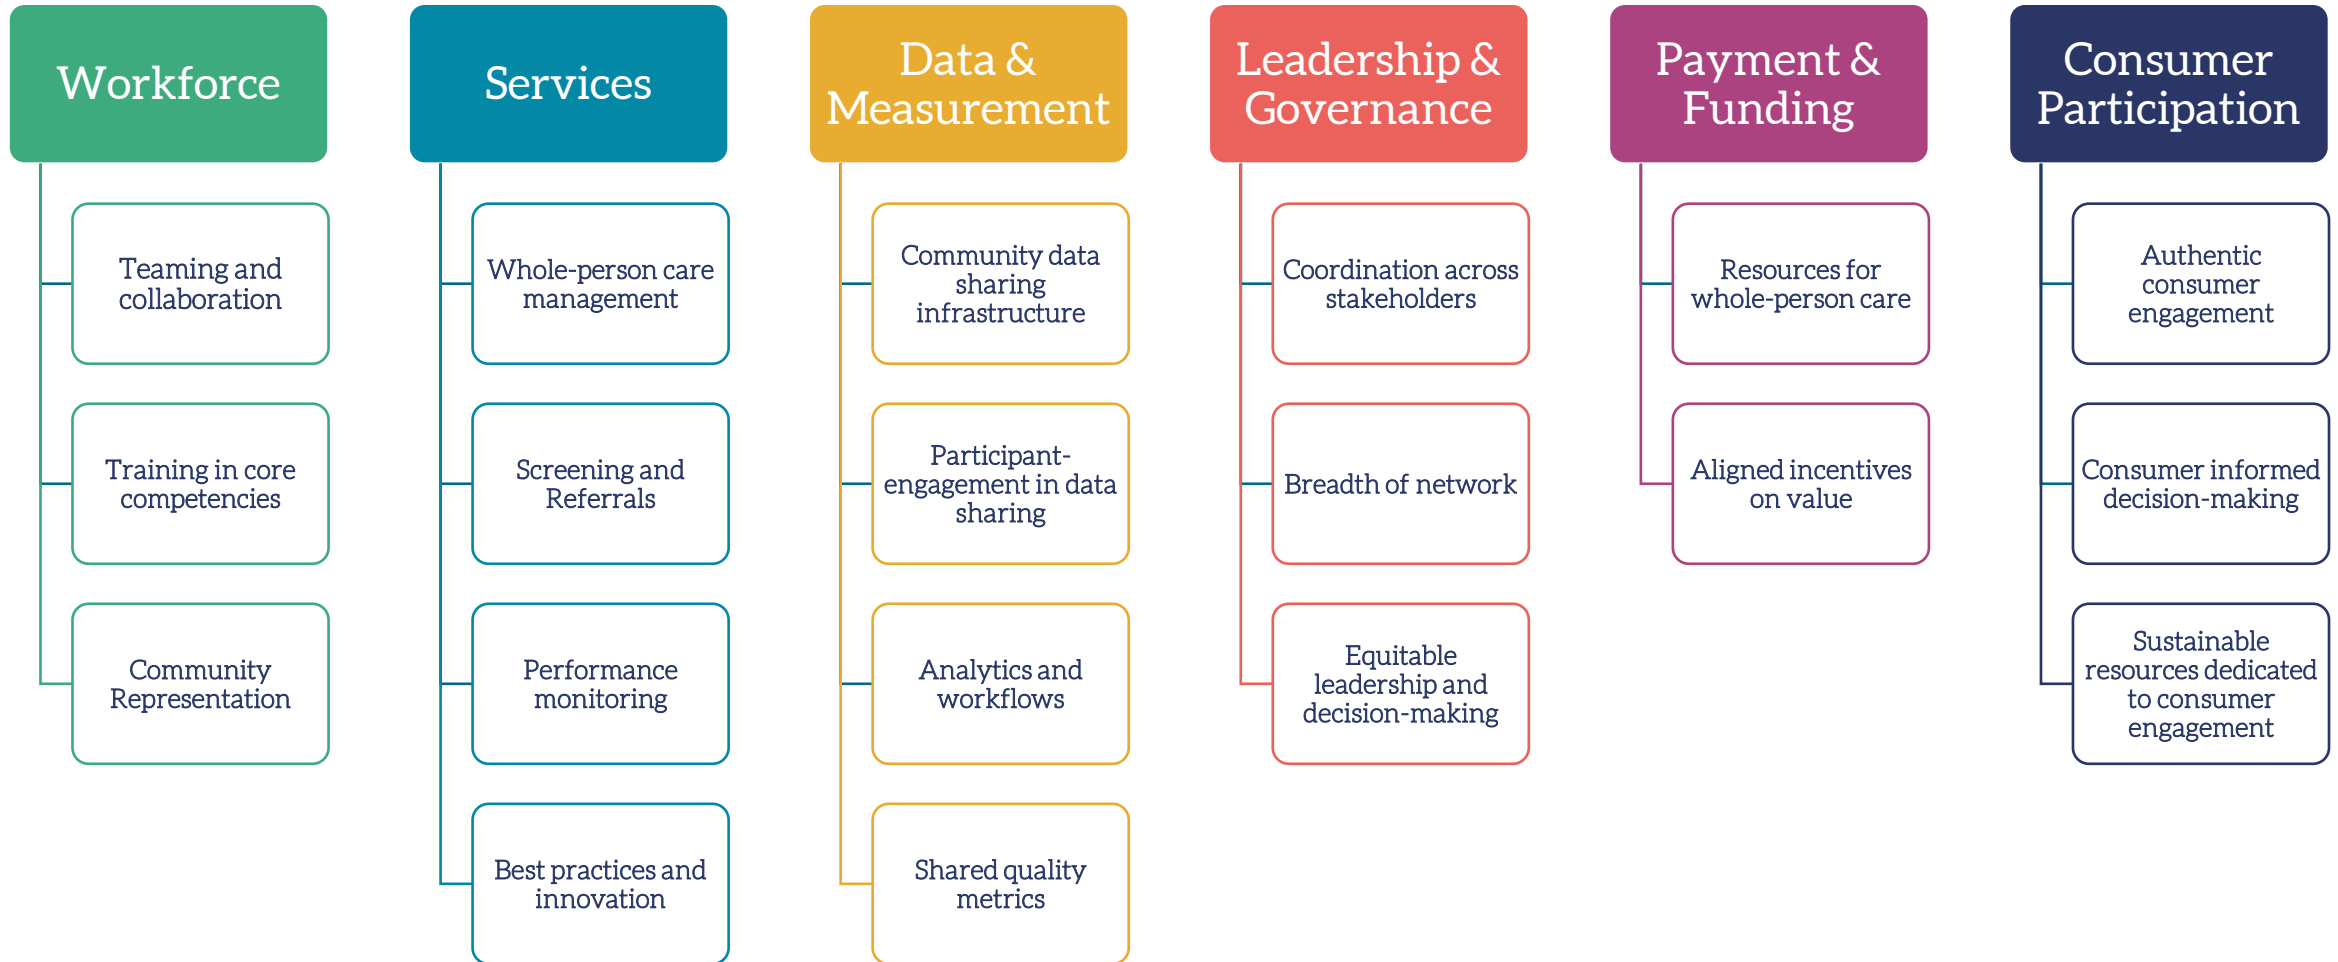 Workforce
Teaming and
collaboration
Training in core
competencies
Community
Representation
Services
Whole-person care
management
Screening and
Referrals
Performance
monitoring
Best practices and
innovation
Data &
Measurement
Community data
sharing
infrastructure
Participant-
engagement in data
sharing
Analytics and
workflows
Shared quality
metrics
Leadership &
Governance
Coordination across
stakeholders
Breadth of network
Equitable
leadership and
decision-making
Payment &
Funding
Resources for
whole-person care
Aligned incentives
on value
Consumer
Participation
Authentic
consumer
engagement
Consumer informed
decision-making
Sustainable
resources dedicated
to consumer
engagement